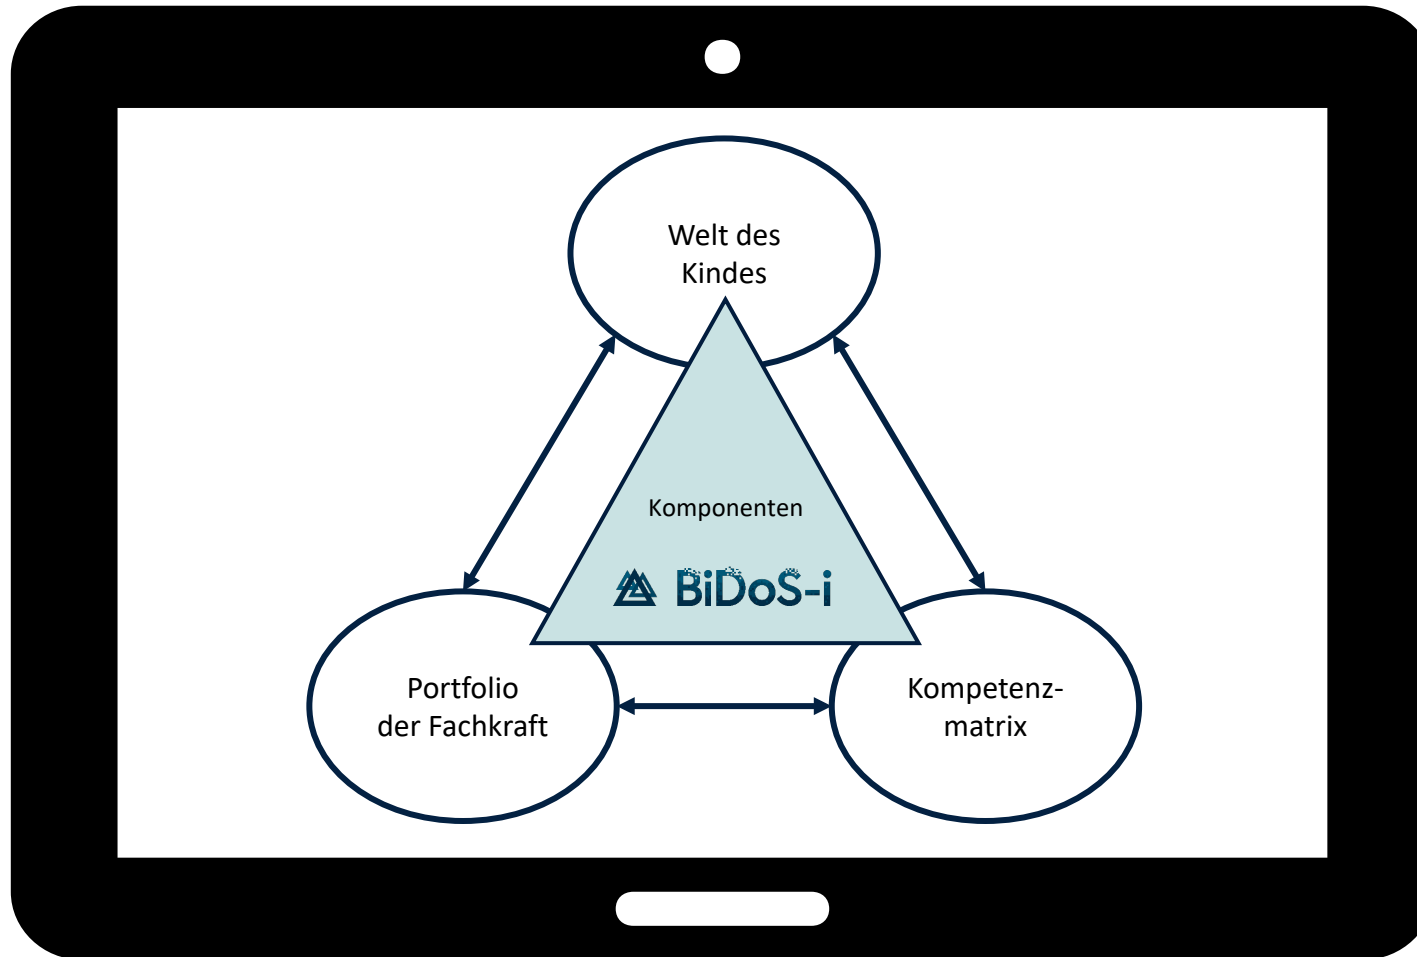 Welt des
Kindes
Komponenten
BiDoS-i
Portfolio
der Fachkraft
Kompetenz-
matrix